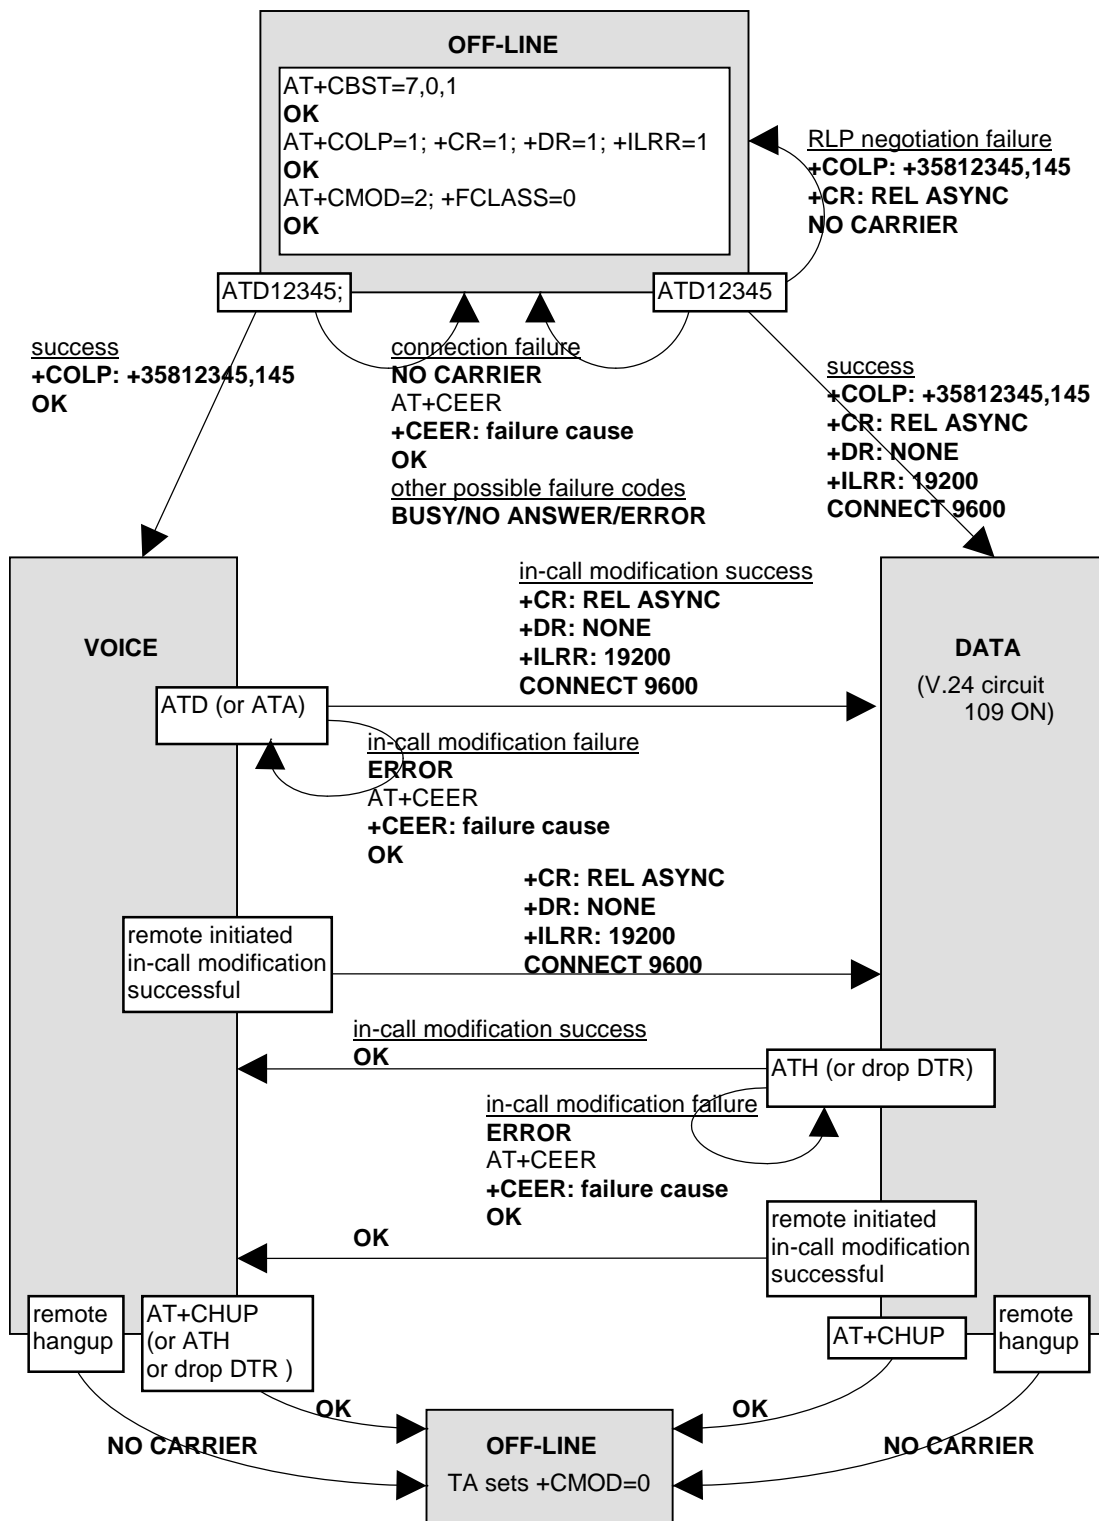 OFF-LINE
AT+CBST=7,0,1
OK
AT+COLP=1; +CR=1; +DR=1; +ILRR=1
OK
AT+CMOD=2; +FCLASS=0
OK
RLP negotiation failure
+COLP: +35812345,145
+CR: REL ASYNC
NO CARRIER
ATD12345;
ATD12345
success
+COLP: +35812345,145
OK
connection failure
NO CARRIER
AT+CEER
+CEER: failure cause
OK
other possible failure codes
BUSY/NO ANSWER/ERROR
success
+COLP: +35812345,145
+CR: REL ASYNC
+DR: NONE
+ILRR: 19200
CONNECT 9600
VOICE
in-call modification success
+CR: REL ASYNC
+DR: NONE
+ILRR: 19200
CONNECT 9600
DATA
(V.24 circuit
109 ON)
ATD (or ATA)
in-call modification failure
ERROR
AT+CEER
+CEER: failure cause
OK
+CR: REL ASYNC
+DR: NONE
+ILRR: 19200
CONNECT 9600
remote initiated
in-call modification
successful
in-call modification success
OK
ATH (or drop DTR)
in-call modification failure
ERROR
AT+CEER
+CEER: failure cause
OK
remote initiated
in-call modification
successful
OK
remote
hangup
AT+CHUP
(or ATH
or drop DTR )
AT+CHUP
remote
hangup
OK
OK
NO CARRIER
NO CARRIER
OFF-LINE
TA sets +CMOD=0